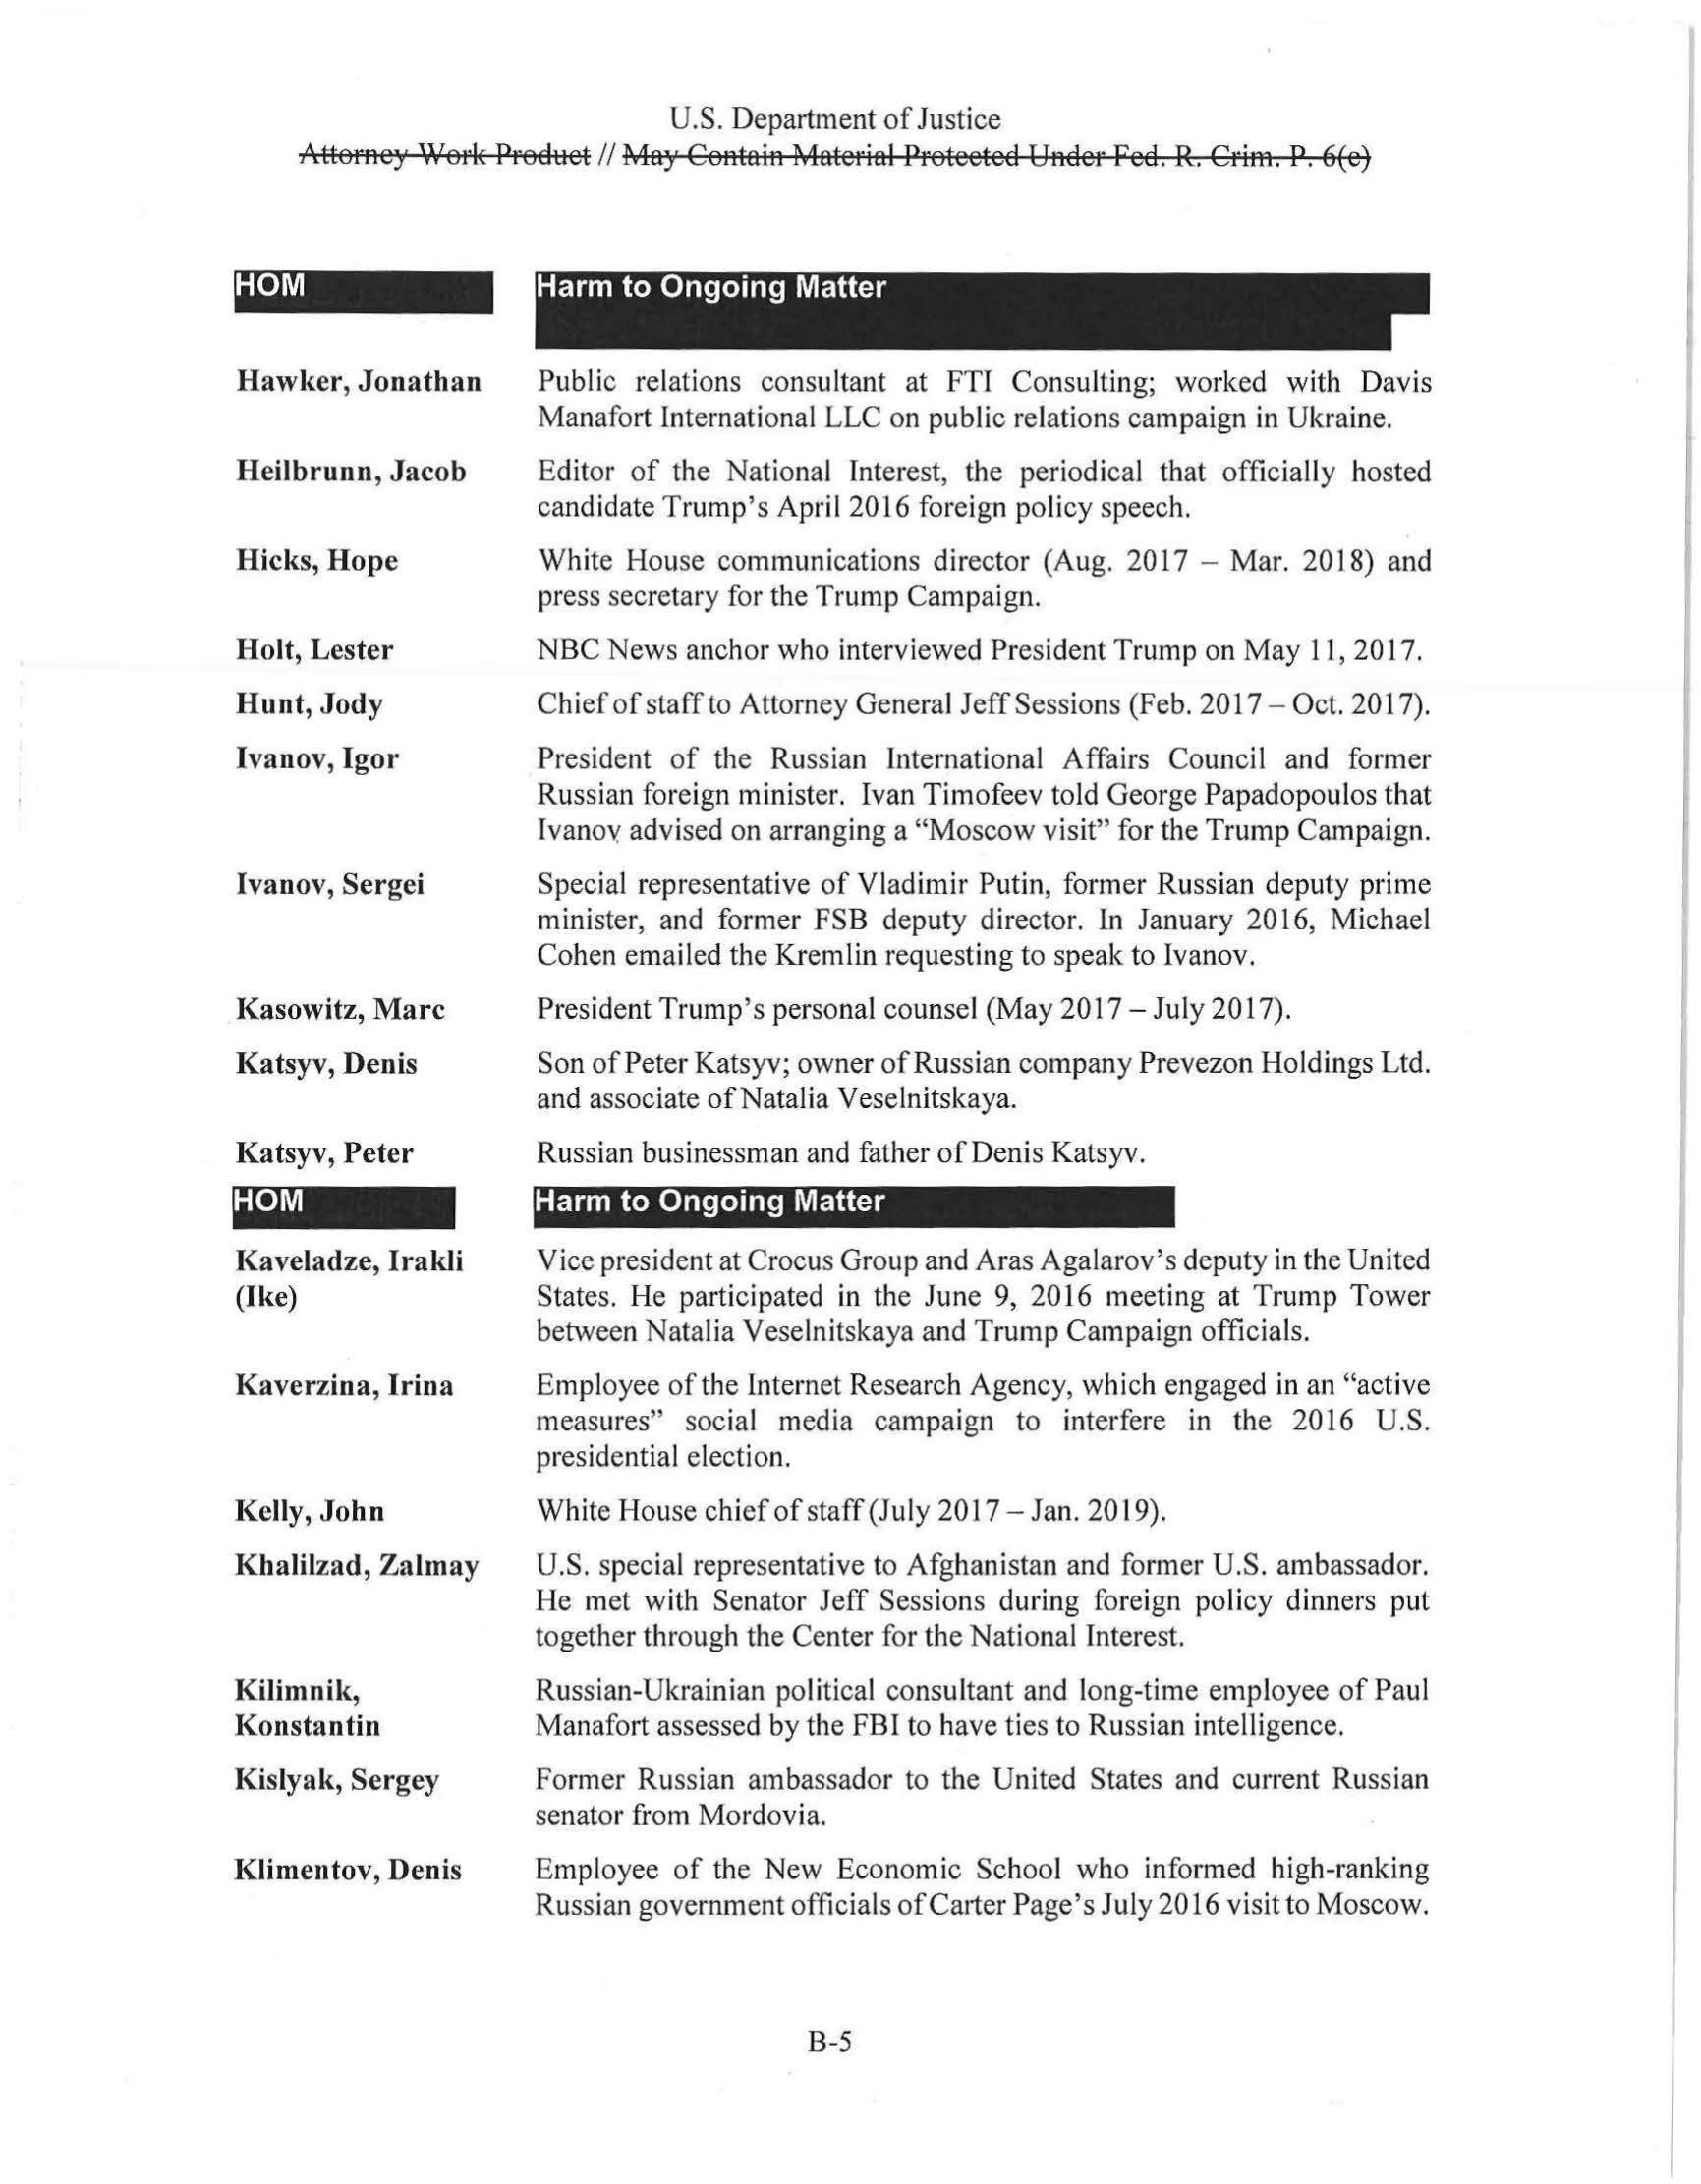 U.S. Department of Justice
Attorney Work Product // May Contain Material Protected Under Fed. R. Crim. P. 6(e)
HOM Harm to Ongoing Matter
Hawker, Jonathan Public relations consultant at FTI Consulting; worked with Davis
Manafort International LLC on public relations campaign in Ukraine.
Heilbrunn, Jacob Editor of the National Interest, the periodical that officially hosted
candidate Trump's April 2016 foreign policy speech.
Hicks, Hope White House communications director (Aug. 2017 – Mar. 2018) and
press secretary for the Trump Campaign.
Holt, Lester NBC News anchor who interviewed President Trump on May 11, 2017.
Hunt, Jody Chief of staff to Attorney General Jeff Sessions (Feb. 2017 – Oct. 2017).
Ivanov, Igor President of the Russian International Affairs Council and former
Russian foreign minister. Ivan Timofeev told George Papadopoulos that
Ivanov advised on arranging a “Moscow visit” for the Trump Campaign.
Ivanov, Sergei Special representative of Vladimir Putin, former Russian deputy prime
minister, and former FSB deputy director. In January 2016, Michael
Cohen emailed the Kremlin requesting to speak to Ivanov.
Kasowitz, Marc President Trump's personal counsel (May 2017 – July 2017).
Katsyv, Denis Son of Peter Katsyv; owner of Russian company Prevezon Holdings Ltd.
and associate of Natalia Veselnitskaya.
Katsyv, Peter Russian businessman and father of Denis Katsyv.
HOM Harm to Ongoing Matter
Kaveladze, Irakli Vice president at Crocus Group and Aras Agalarov's deputy in the United
(Ike) States. He participated in the June 9, 2016 meeting at Trump Tower
between Natalia Veselnitskaya and Trump Campaign officials.
Kaverzina, Irina Employee of the Internet Research Agency, which engaged in an “active
measures” social media campaign to interfere in the 2016 U.S.
presidential election.
Kelly, John White House chief of staff (July 2017 – Jan. 2019).
Khalilzad, Zalmay U.S. special representative to Afghanistan and former U.S. ambassador.
He met with Senator Jeff Sessions during foreign policy dinners put
together through the Center for the National Interest.
Kilimnik, Russian-Ukrainian political consultant and long-time employee of Paul
Konstantin Manafort assessed by the FBI to have ties to Russian intelligence.
Kislyak, Sergey Former Russian ambassador to the United States and current Russian
senator from Mordovia.
Klimentov, Denis Employee of the New Economic School who informed high-ranking
Russian government officials of Carter Page's July 2016 visit to Moscow.
B-5